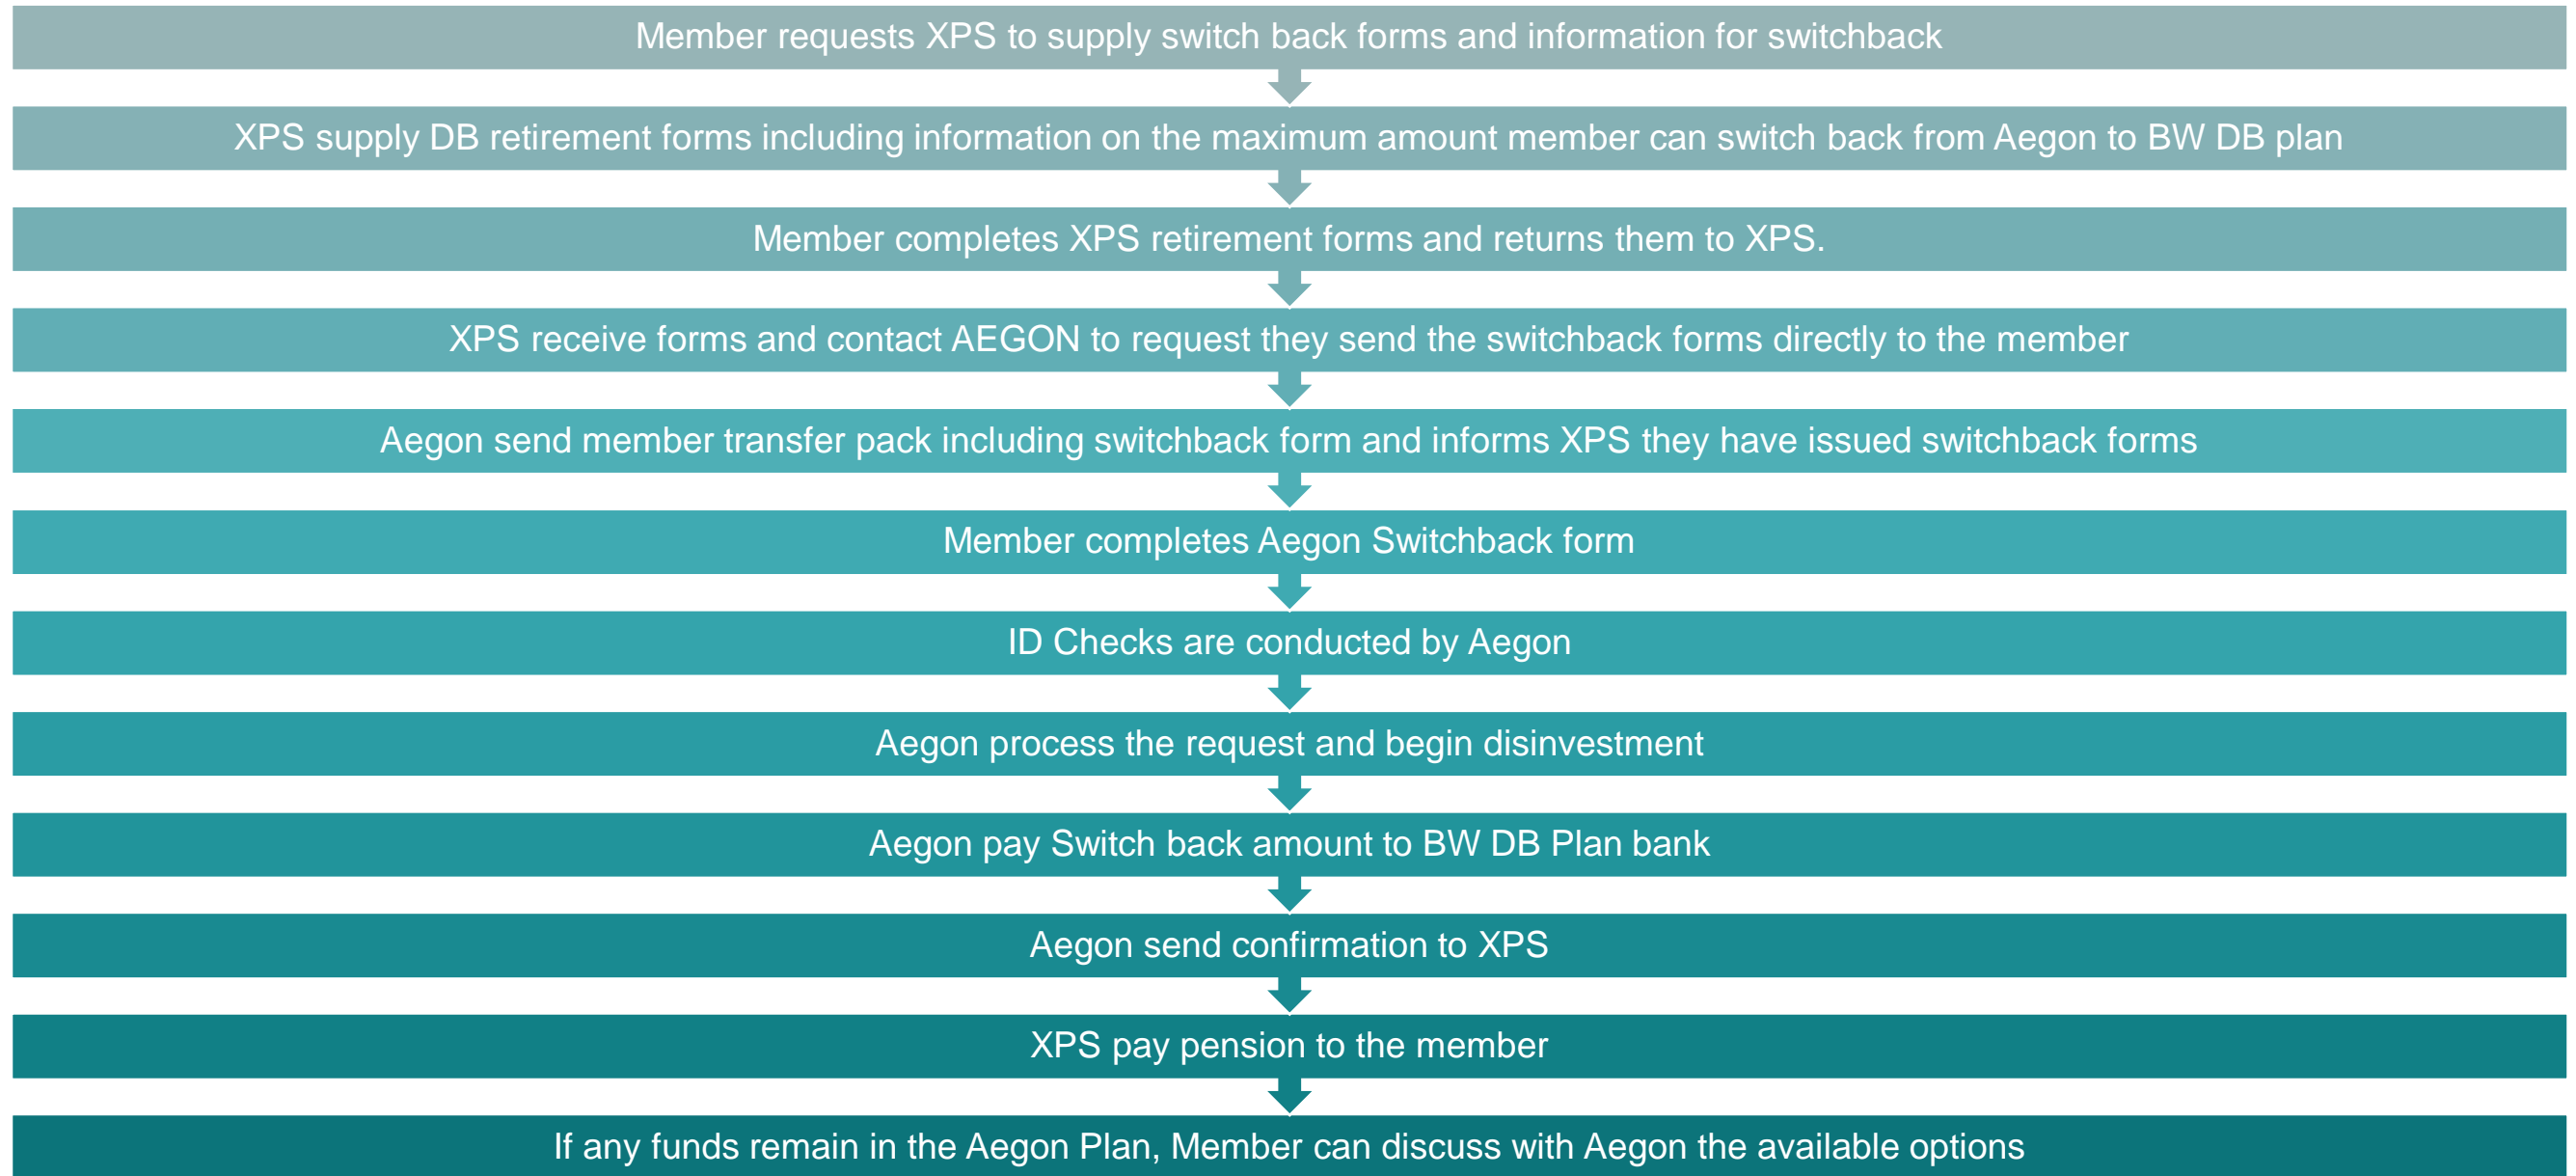 Member requests XPS to supply switch back forms and information for switchback
XPS supply DB retirement forms including information on the maximum amount member can switch back from Aegon to BW DB plan
Member completes XPS retirement forms and returns them to XPS.
XPS receive forms and contact AEGON to request they send the switchback forms directly to the member
Aegon send member transfer pack including switchback form and informs XPS they have issued switchback forms
Member completes Aegon Switchback form
ID Checks are conducted by Aegon
Aegon process the request and begin disinvestment
Aegon pay Switch back amount to BW DB Plan bank
Aegon send confirmation to XPS
XPS pay pension to the member
If any funds remain in the Aegon Plan, Member can discuss with Aegon the available options